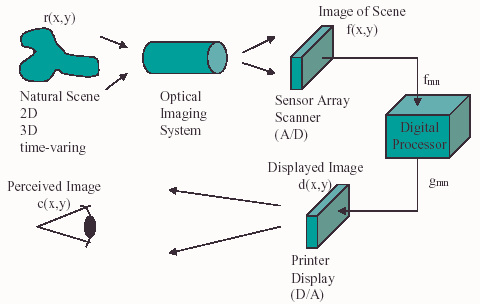 r(x,y)
Natural Scene
2D
3D
time-varing
Optical
Imaging
System
Image of Scene
f(x,y)
Sensor Array
Scanner
(A/D)
fmn
Digital
Processor
gmn
Displayed Image
d(x,y)
Printer
Display
(D/A)
Perceived Image
c(x,y)